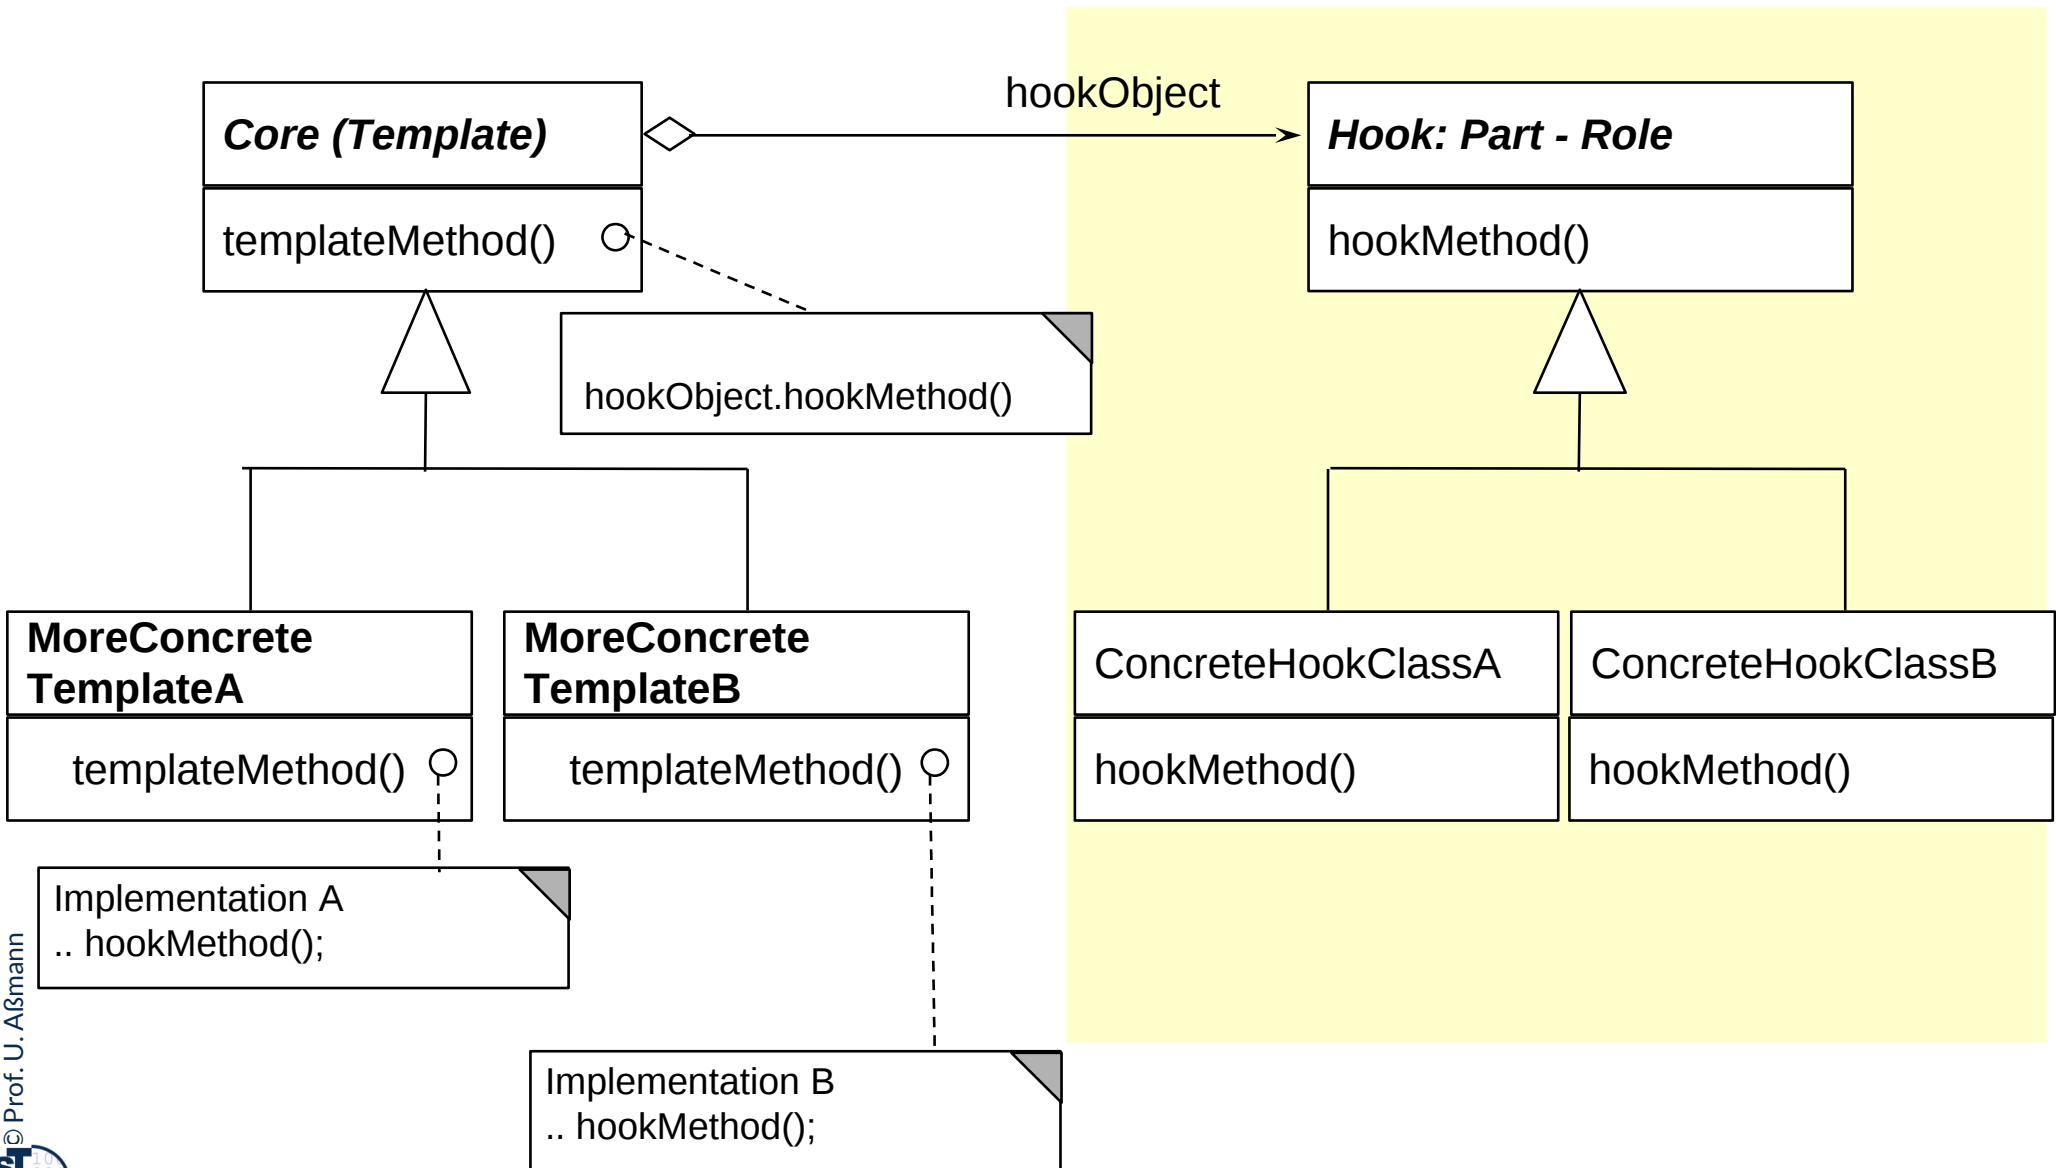 hookObject
Core (Template)
Hook: Part - Role
templateMethod()
hookMethod()
hookObject.hookMethod()
MoreConcrete
TemplateA
MoreConcrete
TemplateB
ConcreteHookClassA
ConcreteHookClassB
templateMethod()
templateMethod()
hookMethod()
hookMethod()
Implementation A
.. hookMethod();
Implementation B
.. hookMethod();
© Prof. U. Aßmann